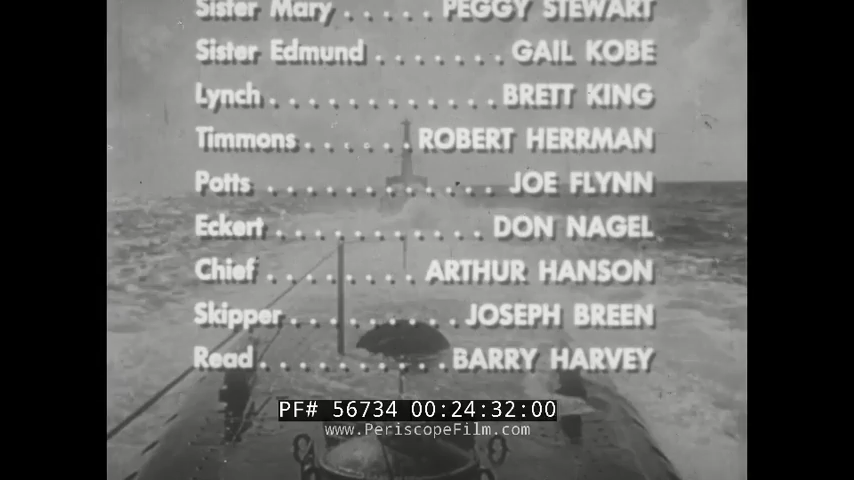 Sister Mary . . . . . PEGGY STEWART
Sister Edmund . . . . . . . GAIL KOBE
Lynch . . . . . . . . . . . . BRETT KING
Timmons . . . . . . ROBERT HERRMAN
Potts . . . . . . . . . . . . JOE FLYNN
Eckert . . . . . . . . . . . DON NAGEL
Chief . . . . . . . . ARTHUR HANSON
Skipper . . . . . . . . . JOSEPH BREEN
Read . . . . . . . . . . BARRY HARVEY
PF# 56734 00:24:32:00
www.PeriscopeFilm.com